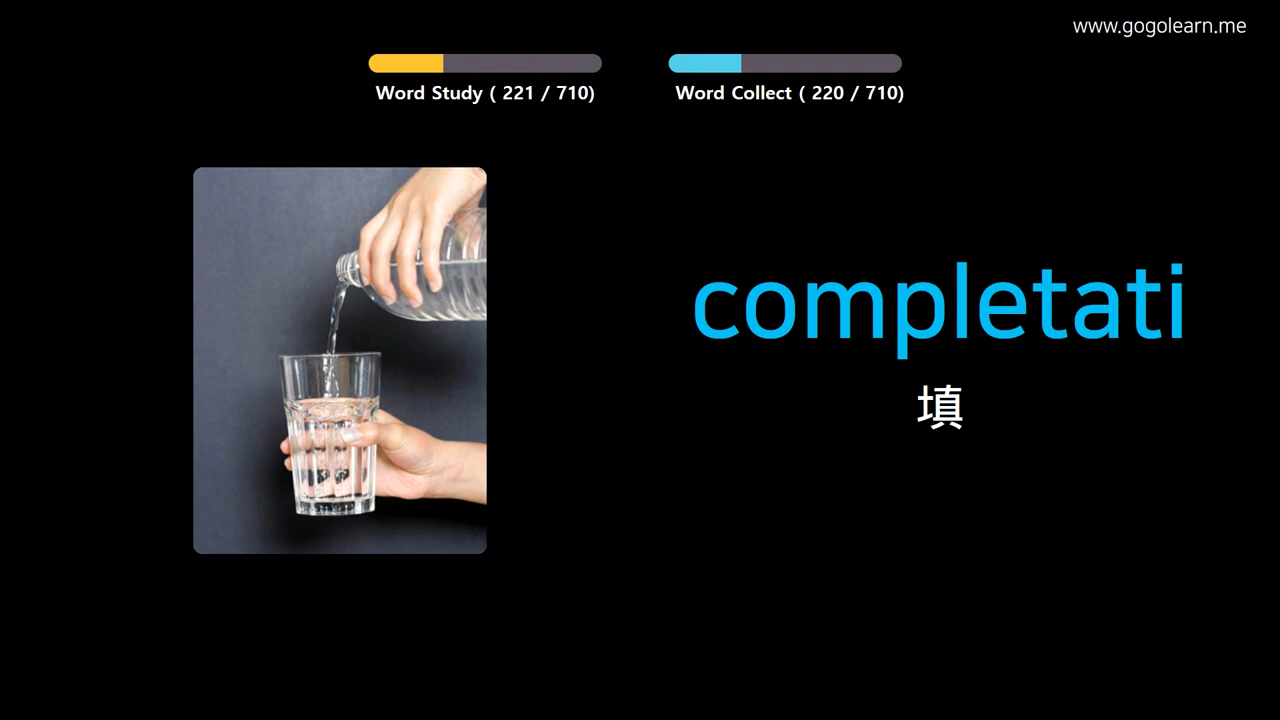 www.gogolearn.me
Word Study ( 221 / 710)
Word Collect ( 220 / 710)
completati
填